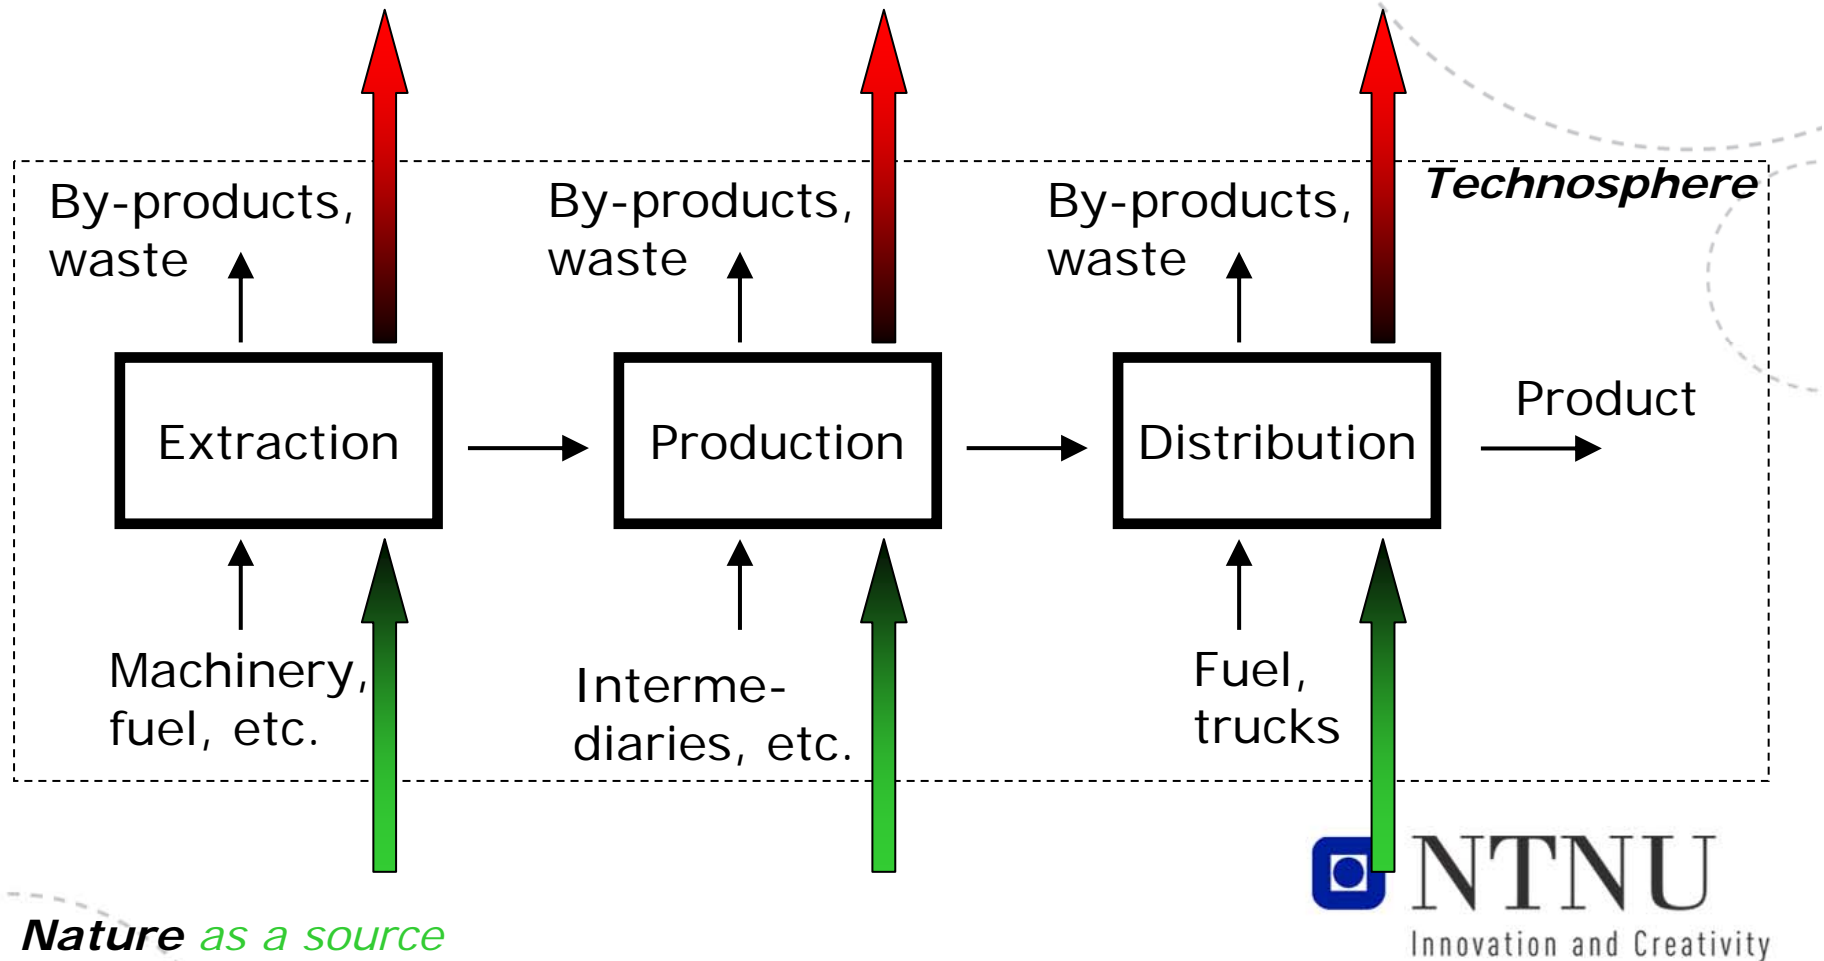 Technosphere
By-products,
waste
By-products,
waste
By-products,
waste
Extraction
Production
Distribution
Product
Machinery,
fuel, etc.
Interme-
diaries, etc.
Fuel,
trucks
NTNU
Innovation and Creativity
Nature as a source